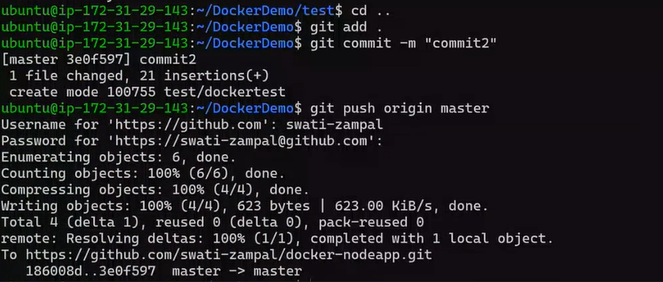 ubuntu@ip-172-31-29-143:~/DockerDemo/test$ cd ..
ubuntu@ip-172-31-29-143:~/DockerDemo$ git add .
ubuntu@ip-172-31-29-143:~/DockerDemo$ git commit -m "commit2"
[master 3e0f597] commit2
 1 file changed, 21 insertions(+)
 create mode 100755 test/dockertest
ubuntu@ip-172-31-29-143:~/DockerDemo$ git push origin master
Username for 'https://github.com': swati-zampal
Password for 'https://swati-zampal@github.com':
Enumerating objects: 6, done.
Counting objects: 100% (6/6), done.
Compressing objects: 100% (4/4), done.
Writing objects: 100% (4/4), 623 bytes | 623.00 KiB/s, done.
Total 4 (delta 1), reused 0 (delta 0), pack-reused 0
remote: Resolving deltas: 100% (1/1), completed with 1 local object.
To https://github.com/swati-zampal/docker-nodeapp.git
   186008d..3e0f597  master -> master